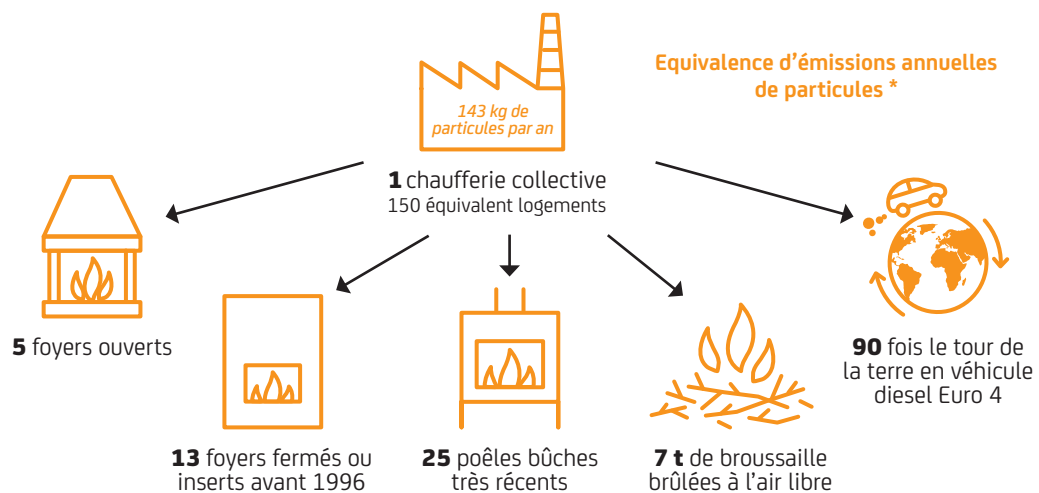 Equivalence d'émissions annuelles
de particules *
143 kg de
particules par an
1 chaufferie collective
150 équivalent logements
5 foyers ouverts
13 foyers fermés ou
inserts avant 1996
25 poêles bûches
très récents
7 t de broussaille
brûlées à l'air libre
90 fois le tour de
la terre en véhicule
diesel Euro 4